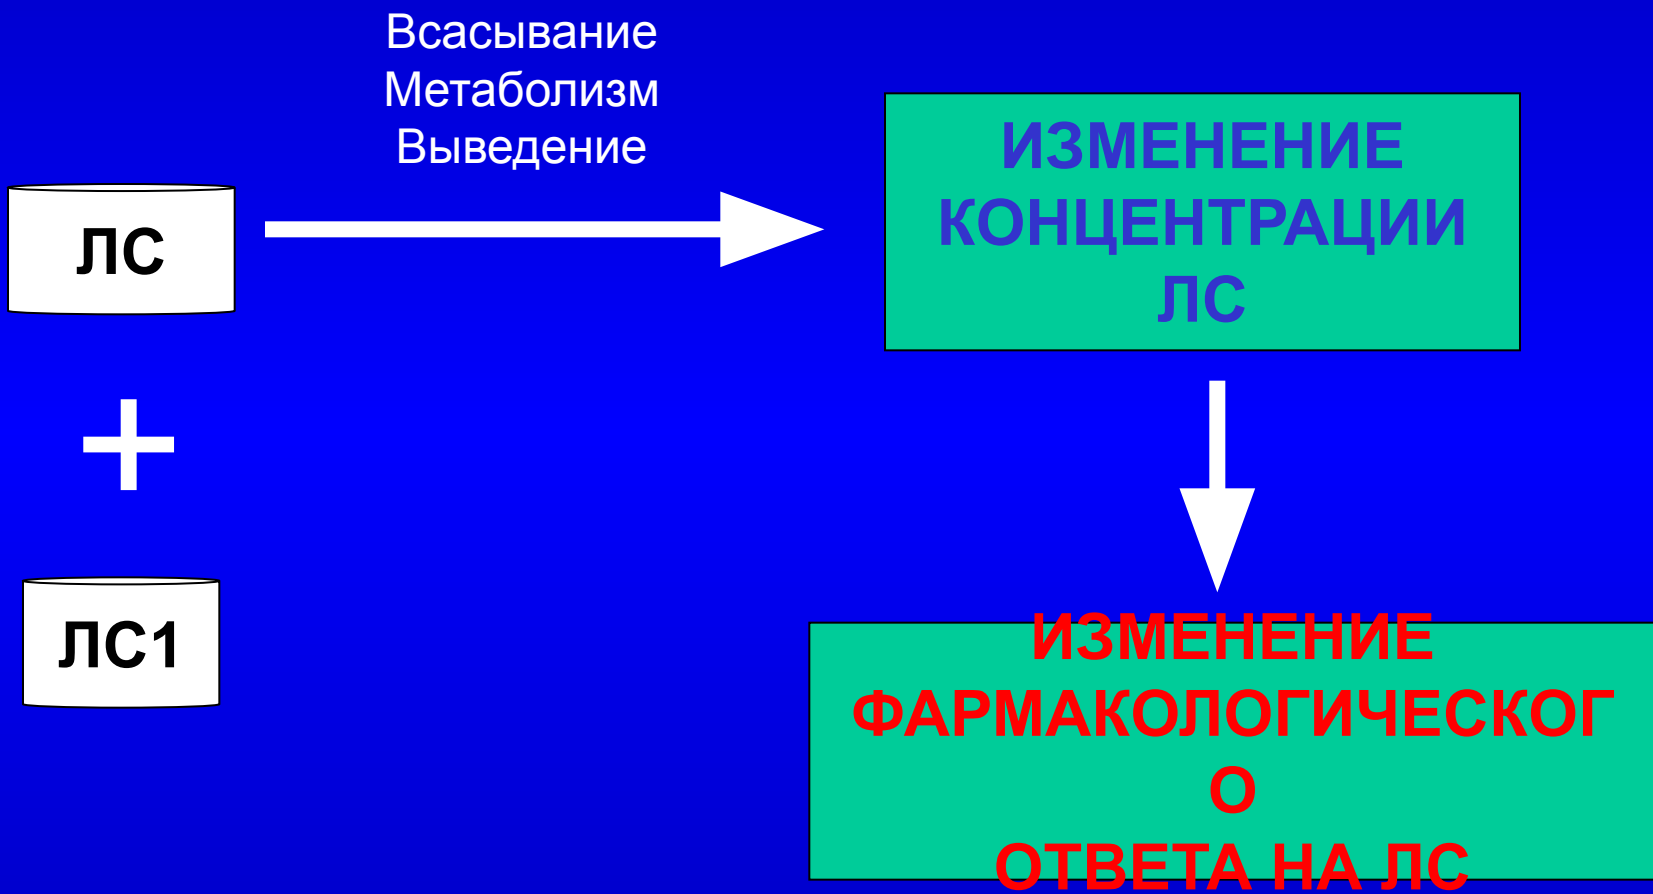 Всасывание
Метаболизм
Выведение
ЛС
+
ЛС1
ИЗМЕНЕНИЕ
КОНЦЕНТРАЦИИ
ЛС
ИЗМЕНЕНИЕ
ФАРМАКОЛОГИЧЕСКОГ
О
ОТВЕТА НА ЛС